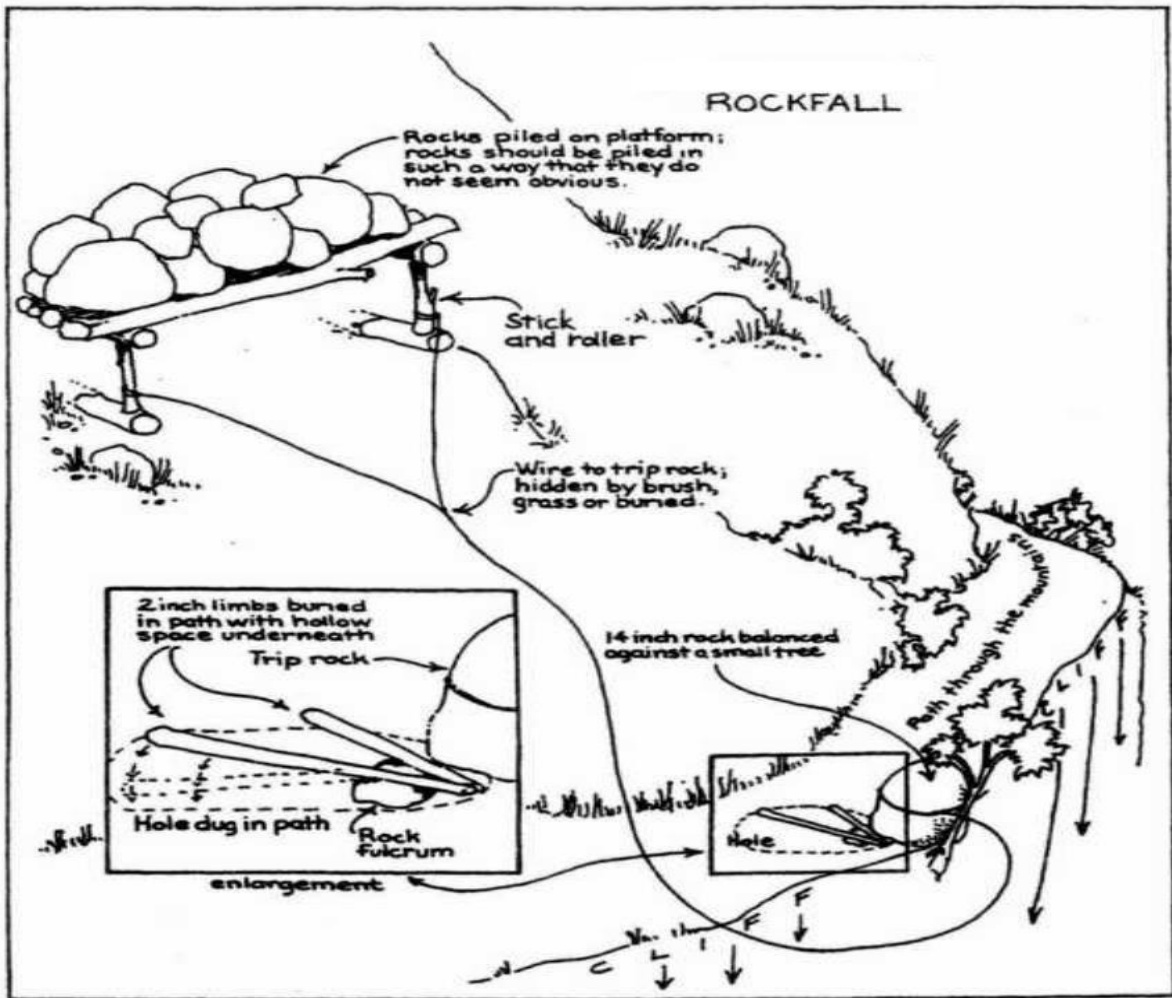 ROCKFALL
Rocks piled on platform;
rocks should be piled in
such a way that they do
not seem obvious.
Stick
and roller
Wire to trip rock;
hidden by brush,
grass or buried.
2 inch limbs buried
in path with hollow
space underneath
Trip rock
Hole dug in path
Rock
fulcrum
enlargement
14 inch rock balanced
against a small tree
Path through the mountains
Hole
CLIFF
CLIFF